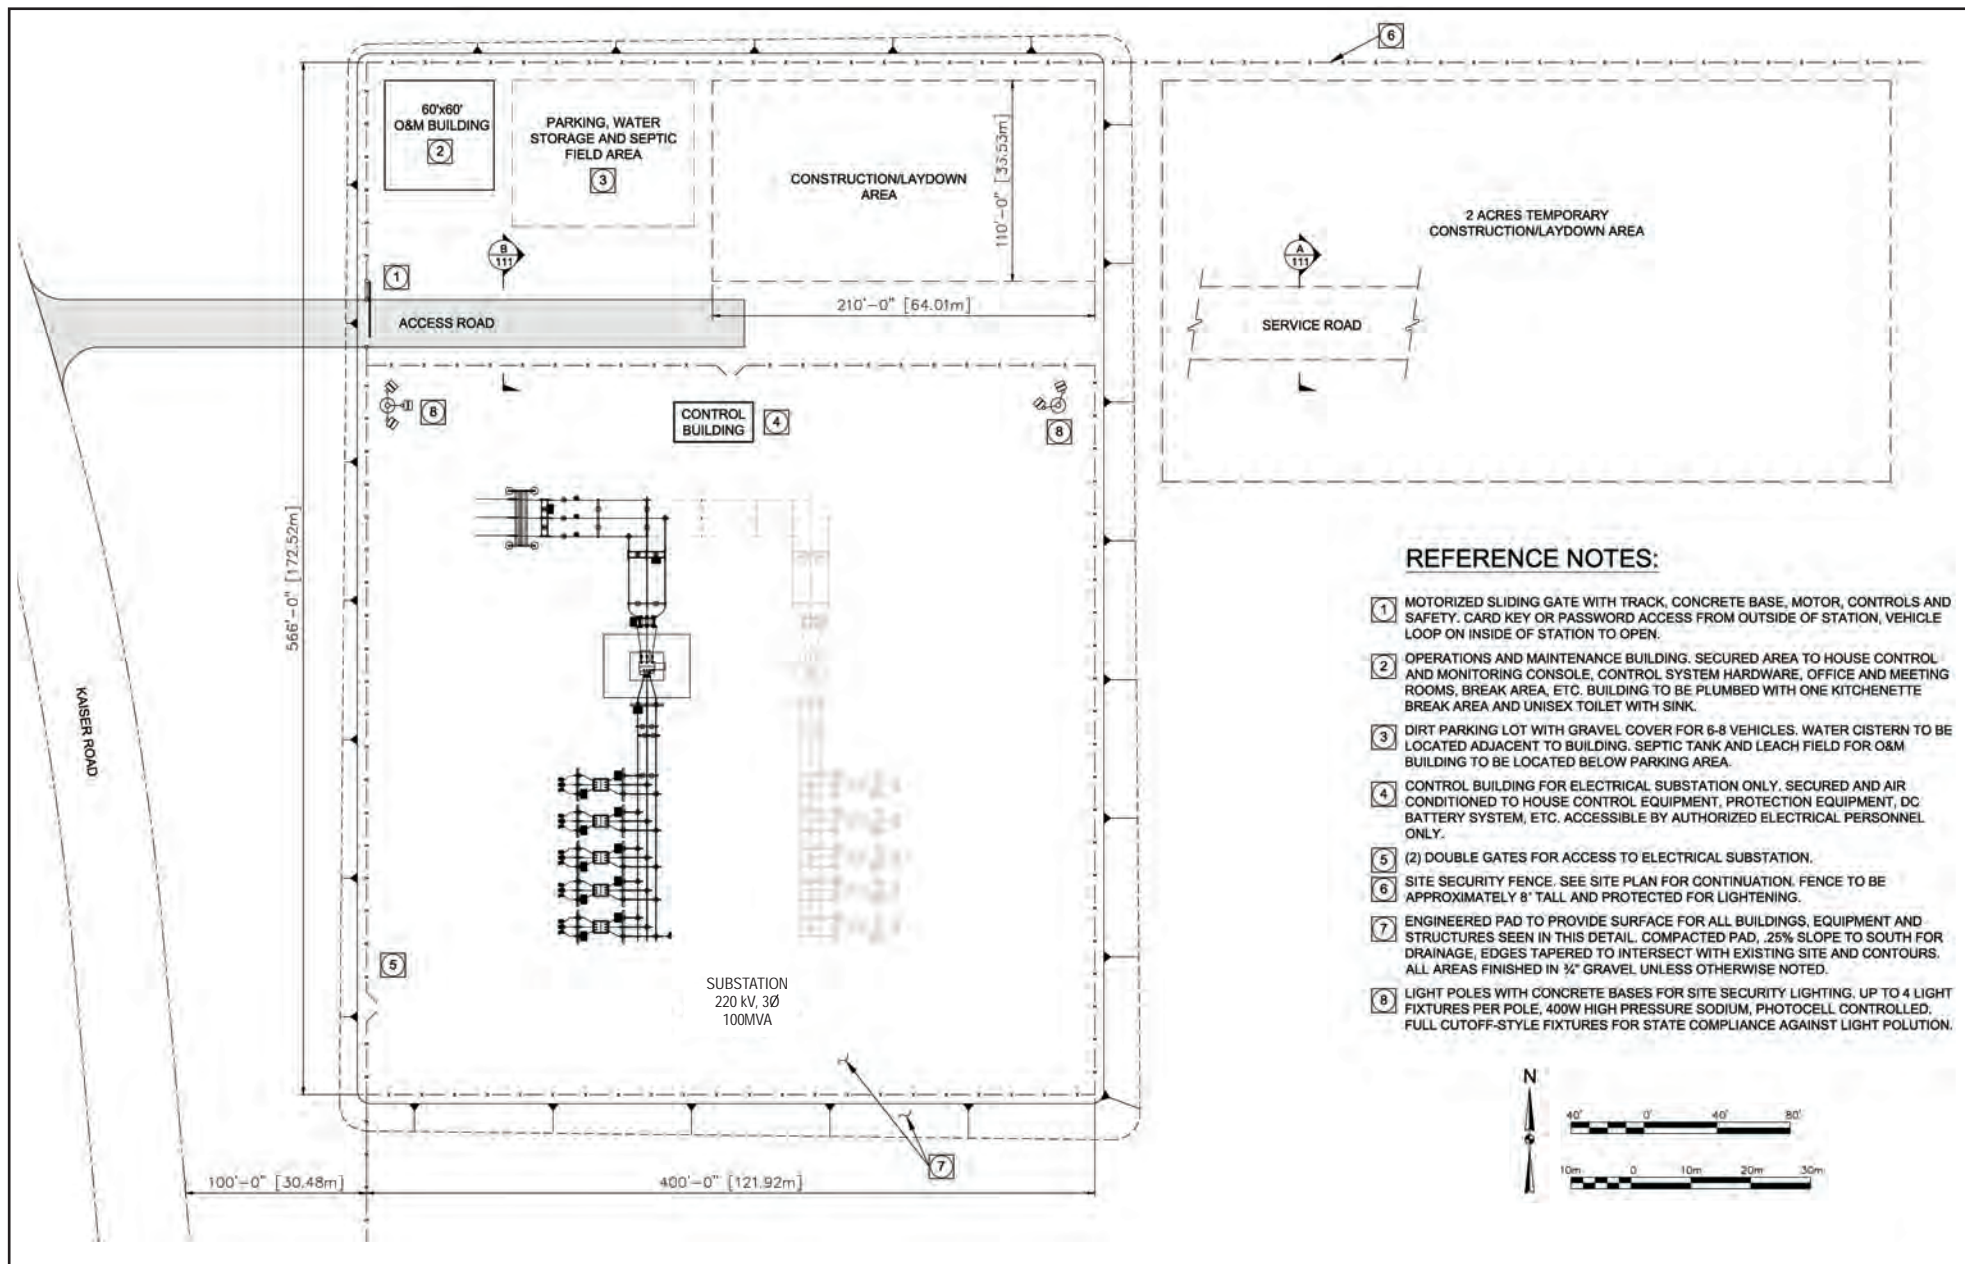 6
60'x60'
O&M BUILDING
2
PARKING, WATER
STORAGE AND SEPTIC
FIELD AREA
3
CONSTRUCTION/LAYDOWN
AREA
110'-0" [33.53m]
2 ACRES TEMPORARY
CONSTRUCTION/LAYDOWN AREA
B
111
A
111
1
210'-0" [64.01m]
ACCESS ROAD
SERVICE ROAD
8
CONTROL
BUILDING
4
8
566'-0" [172.52m]
KAISER ROAD
5
SUBSTATION
220 kV, 3Ø
100MVA
7
100'-0" [30.48m]
400'-0" [121.92m]
REFERENCE NOTES:
1 MOTORIZED SLIDING GATE WITH TRACK, CONCRETE BASE, MOTOR, CONTROLS AND
SAFETY. CARD KEY OR PASSWORD ACCESS FROM OUTSIDE OF STATION, VEHICLE
LOOP ON INSIDE OF STATION TO OPEN.
2 OPERATIONS AND MAINTENANCE BUILDING. SECURED AREA TO HOUSE CONTROL
AND MONITORING CONSOLE, CONTROL SYSTEM HARDWARE, OFFICE AND MEETING
ROOMS, BREAK AREA, ETC. BUILDING TO BE PLUMBED WITH ONE KITCHENETTE
BREAK AREA AND UNISEX TOILET WITH SINK.
3 DIRT PARKING LOT WITH GRAVEL COVER FOR 6-8 VEHICLES. WATER CISTERN TO BE
LOCATED ADJACENT TO BUILDING. SEPTIC TANK AND LEACH FIELD FOR O&M
BUILDING TO BE LOCATED BELOW PARKING AREA.
4 CONTROL BUILDING FOR ELECTRICAL SUBSTATION ONLY. SECURED AND AIR
CONDITIONED TO HOUSE CONTROL EQUIPMENT, PROTECTION EQUIPMENT, DC
BATTERY SYSTEM, ETC. ACCESSIBLE BY AUTHORIZED ELECTRICAL PERSONNEL
ONLY.
5 (2) DOUBLE GATES FOR ACCESS TO ELECTRICAL SUBSTATION.
6 SITE SECURITY FENCE. SEE SITE PLAN FOR CONTINUATION. FENCE TO BE
APPROXIMATELY 8' TALL AND PROTECTED FOR LIGHTENING.
7 ENGINEERED PAD TO PROVIDE SURFACE FOR ALL BUILDINGS, EQUIPMENT AND
STRUCTURES SEEN IN THIS DETAIL. COMPACTED PAD, .25% SLOPE TO SOUTH FOR
DRAINAGE, EDGES TAPERED TO INTERSECT WITH EXISTING SITE AND CONTOURS.
ALL AREAS FINISHED IN ¾" GRAVEL UNLESS OTHERWISE NOTED.
8 LIGHT POLES WITH CONCRETE BASES FOR SITE SECURITY LIGHTING. UP TO 4 LIGHT
FIXTURES PER POLE, 400W HIGH PRESSURE SODIUM, PHOTOCELL CONTROLLED.
FULL CUTOFF-STYLE FIXTURES FOR STATE COMPLIANCE AGAINST LIGHT POLUTION.
N
40' 0' 40' 80'
10m 0 10m 20m 30m